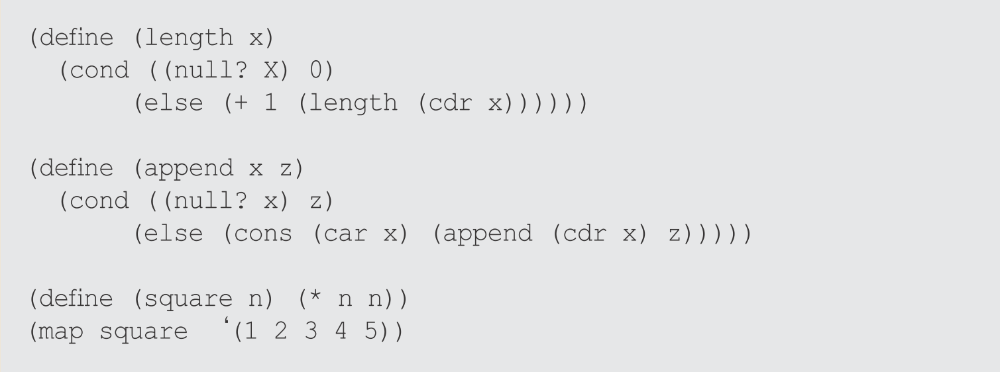 (define (length x)
  (cond ((null? X) 0)
       (else (+ 1 (length (cdr x))))))

(define (append x z)
  (cond ((null? x) z)
       (else (cons (car x) (append (cdr x) z)))))

(define (square n) (* n n))
(map square  ‘(1 2 3 4 5))